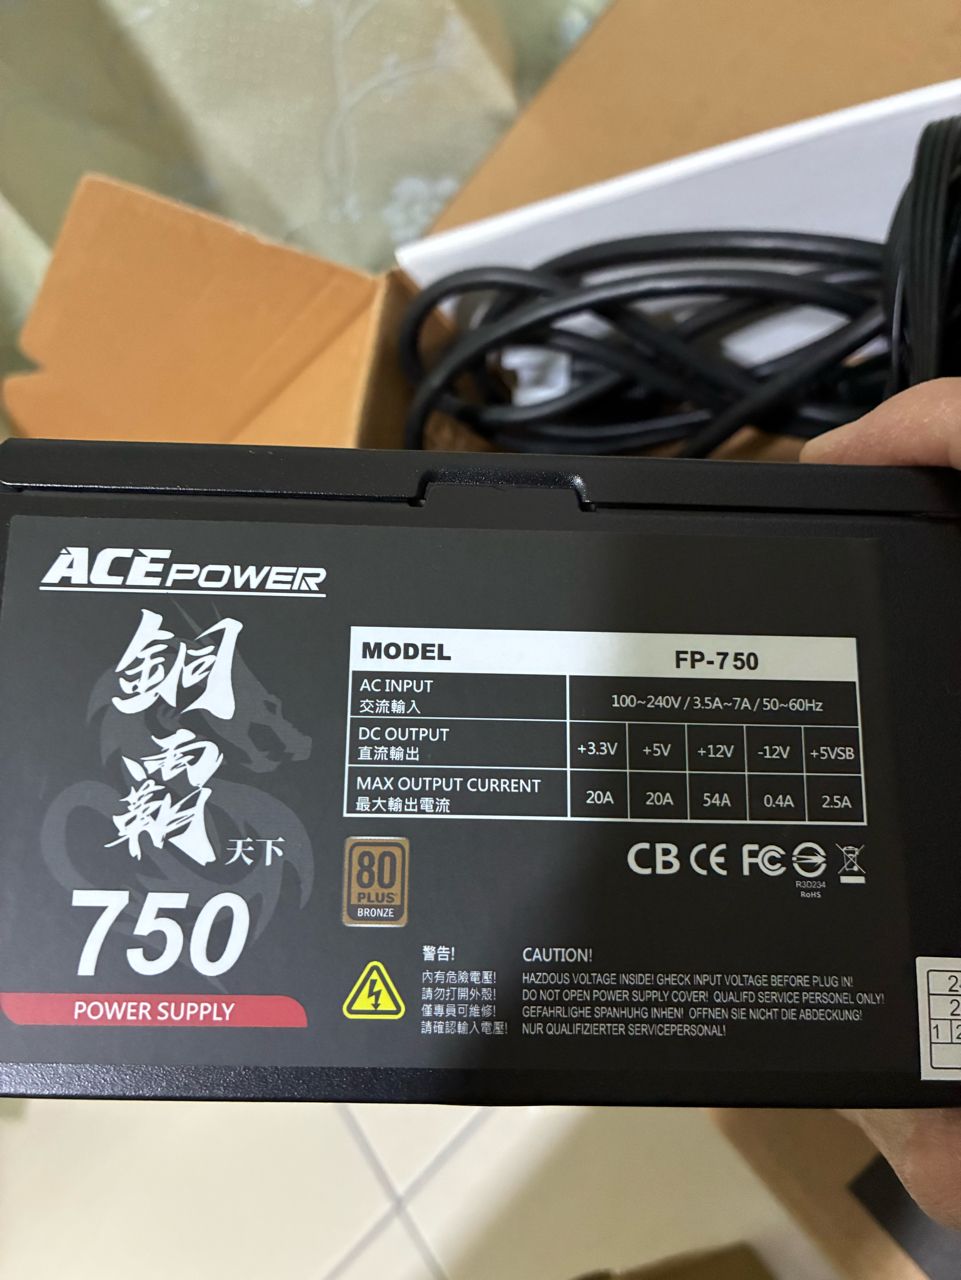 ACEPOWER
銅霸天下
750
POWER SUPPLY
MODEL FP-750
AC INPUT 100~240V / 3.5A~7A / 50~60Hz
交流輸入
DC OUTPUT +3.3V +5V +12V -12V +5VSB
直流輸出
MAX OUTPUT CURRENT 20A 20A 54A 0.4A 2.5A
最大輸出電流
80
PLUS
BRONZE
CB CE FC
R3D234
RoHS
警告!
內有危險電壓!
請勿打開外殼!
僅專員可維修!
請確認輸入電壓!
CAUTION!
HAZDOUS VOLTAGE INSIDE! GHECK INPUT VOLTAGE BEFORE PLUG IN!
DO NOT OPEN POWER SUPPLY COVER! QUALIFD SERVICE PERSONEL ONLY!
GEFAHRLIGHE SPANHUHG INHEN! OFFNEN SIE NICHT DIE ABDECKUNG!
NUR QUALIFIZIERTER SERVICEPERSONAL!